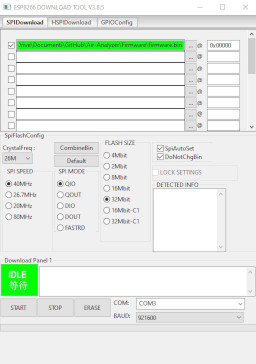 ESP8266 DOWNLOAD TOOL V3.8.5
SPIDownload HSPIDownload GPIOConfig
\Documents\GitHub\Air-Analyzer\Firmware\firmware.bin ... @ 0x00000
... @
... @
... @
... @
... @
... @
... @
SpiFlashConfig
CrystalFreq :
26M
CombineBin
Default
SPI SPEED
40MHz
26.7MHz
20MHz
80MHz
SPI MODE
QIO
QOUT
DIO
DOUT
FASTRD
FLASH SIZE
4Mbit
2Mbit
8Mbit
16Mbit
32Mbit
16Mbit-C1
32Mbit-C1
SpiAutoSet
DoNotChgBin
LOCK SETTINGS
DETECTED INFO
Download Panel 1
IDLE
等待
START STOP ERASE
COM: COM3
BAUD: 921600